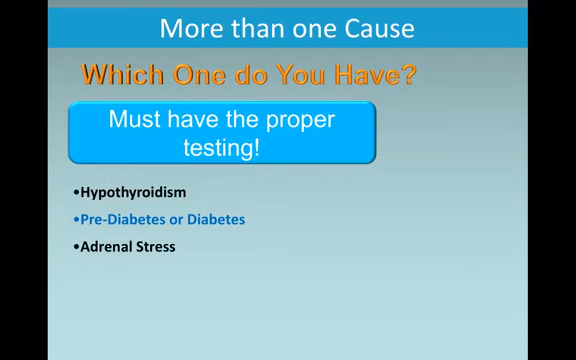 More than one Cause
Which One do You Have?
Must have the proper
testing!
•Hypothyroidism
•Pre-Diabetes or Diabetes
•Adrenal Stress